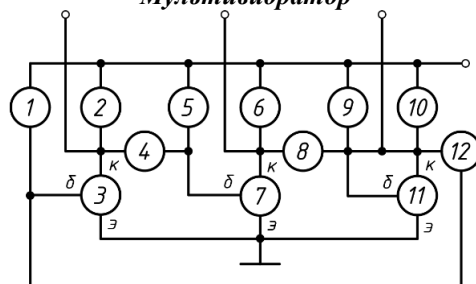 Мультивибратор
1 2 5 6 9 10
4 8 12
к к к
б 3 б 7 б 11
э э э